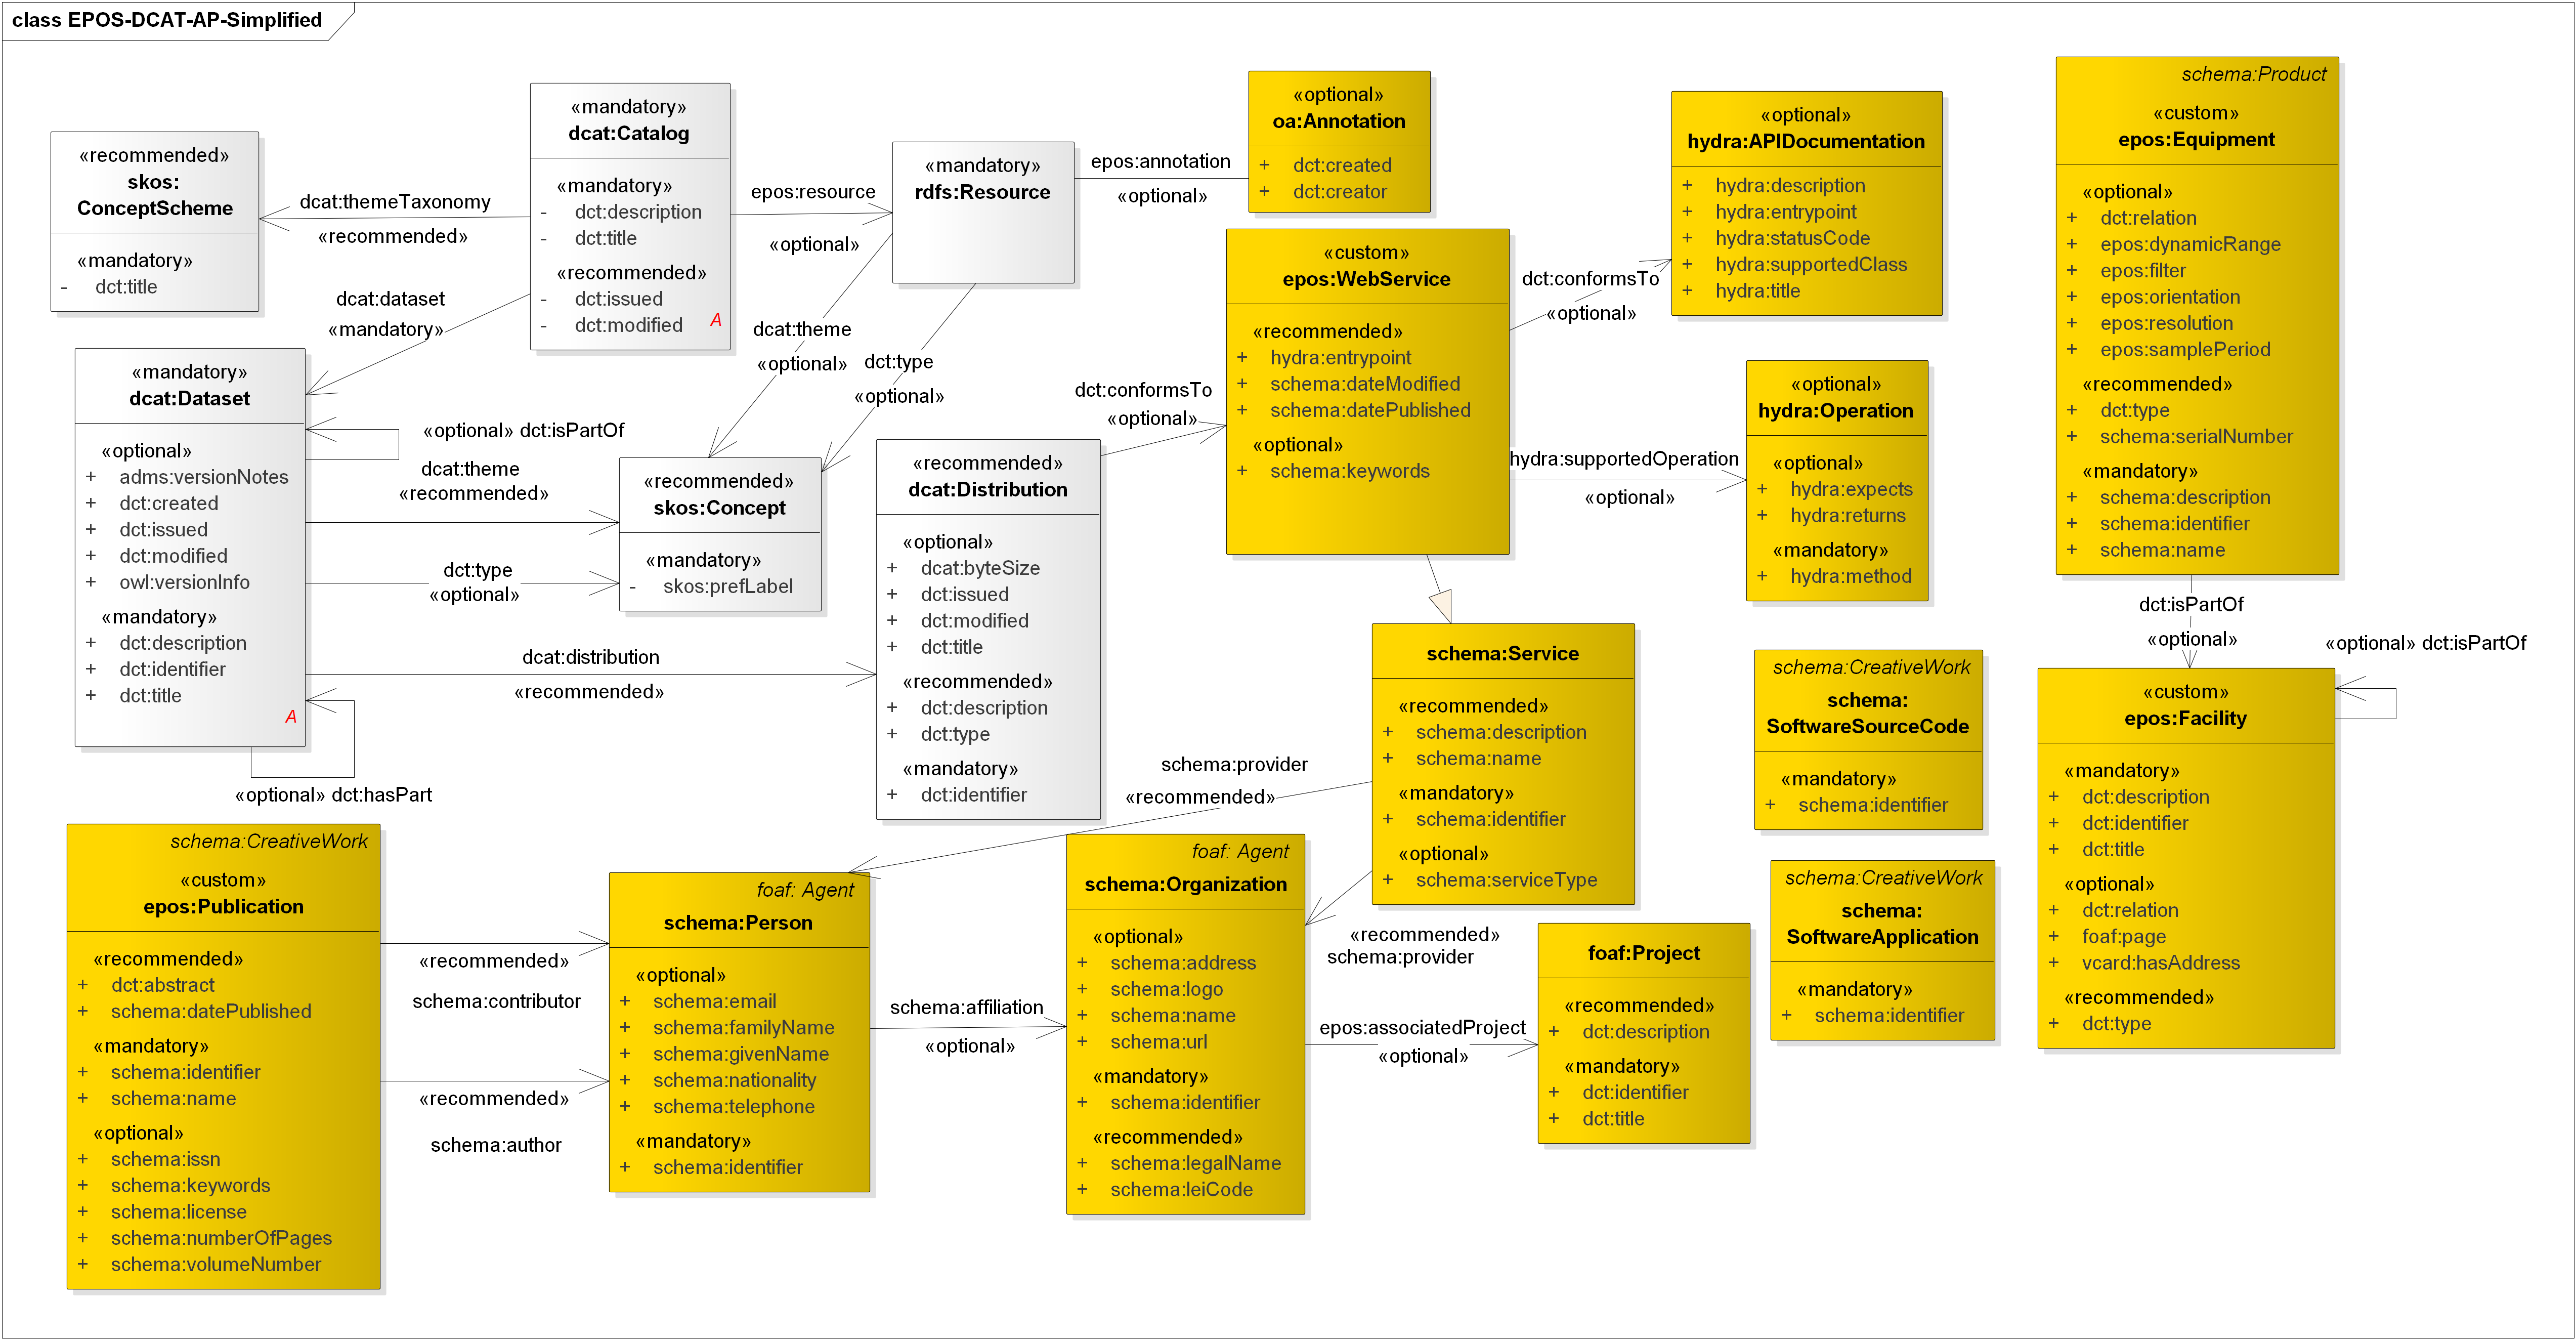 class EPOS-DCAT-AP-Simplified
«recommended»
skos:
ConceptScheme
«mandatory»
- dct:title
dcat:themeTaxonomy
«recommended»
«mandatory»
dcat:Catalog
«mandatory»
- dct:description
- dct:title
«recommended»
- dct:issued
- dct:modified
A
epos:resource
«optional»
«mandatory»
rdfs:Resource
epos:annotation
«optional»
«optional»
oa:Annotation
+ dct:created
+ dct:creator
dcat:dataset
«mandatory»
dcat:theme
«optional»
dct:type
«optional»
«custom»
epos:WebService
«recommended»
+ hydra:entrypoint
+ schema:dateModified
+ schema:datePublished
«optional»
+ schema:keywords
dct:conformsTo
«optional»
«optional»
hydra:APIDocumentation
+ hydra:description
+ hydra:entrypoint
+ hydra:statusCode
+ hydra:supportedClass
+ hydra:title
hydra:supportedOperation
«optional»
«optional»
hydra:Operation
«optional»
+ hydra:expects
+ hydra:returns
«mandatory»
+ hydra:method
schema:Product
«custom»
epos:Equipment
«optional»
+ dct:relation
+ epos:dynamicRange
+ epos:filter
+ epos:orientation
+ epos:resolution
+ epos:samplePeriod
«recommended»
+ dct:type
+ schema:serialNumber
«mandatory»
+ schema:description
+ schema:identifier
+ schema:name
dct:isPartOf
«optional»
«optional» dct:isPartOf
«custom»
epos:Facility
«mandatory»
+ dct:description
+ dct:identifier
+ dct:title
«optional»
+ dct:relation
+ foaf:page
+ vcard:hasAddress
«recommended»
+ dct:type
«mandatory»
dcat:Dataset
«optional»
+ adms:versionNotes
+ dct:created
+ dct:issued
+ dct:modified
+ owl:versionInfo
«mandatory»
+ dct:description
+ dct:identifier
+ dct:title
A
«optional» dct:isPartOf
dcat:theme
«recommended»
dct:type
«optional»
dcat:distribution
«recommended»
«optional» dct:hasPart
«recommended»
skos:Concept
«mandatory»
- skos:prefLabel
dct:conformsTo
«optional»
«recommended»
dcat:Distribution
«optional»
+ dcat:byteSize
+ dct:issued
+ dct:modified
+ dct:title
«recommended»
+ dct:description
+ dct:type
«mandatory»
+ dct:identifier
schema:Service
«recommended»
+ schema:description
+ schema:name
«mandatory»
+ schema:identifier
«optional»
+ schema:serviceType
schema:provider
«recommended»
«recommended»
schema:provider
schema:CreativeWork
schema:
SoftwareSourceCode
«mandatory»
+ schema:identifier
schema:CreativeWork
schema:
SoftwareApplication
«mandatory»
+ schema:identifier
schema:CreativeWork
«custom»
epos:Publication
«recommended»
+ dct:abstract
+ schema:datePublished
«mandatory»
+ schema:identifier
+ schema:name
«optional»
+ schema:issn
+ schema:keywords
+ schema:license
+ schema:numberOfPages
+ schema:volumeNumber
«recommended»
schema:contributor
«recommended»
schema:author
foaf: Agent
schema:Person
«optional»
+ schema:email
+ schema:familyName
+ schema:givenName
+ schema:nationality
+ schema:telephone
«mandatory»
+ schema:identifier
schema:affiliation
«optional»
foaf: Agent
schema:Organization
«optional»
+ schema:address
+ schema:logo
+ schema:name
+ schema:url
«mandatory»
+ schema:identifier
«recommended»
+ schema:legalName
+ schema:leiCode
epos:associatedProject
«optional»
foaf:Project
«recommended»
+ dct:description
«mandatory»
+ dct:identifier
+ dct:title